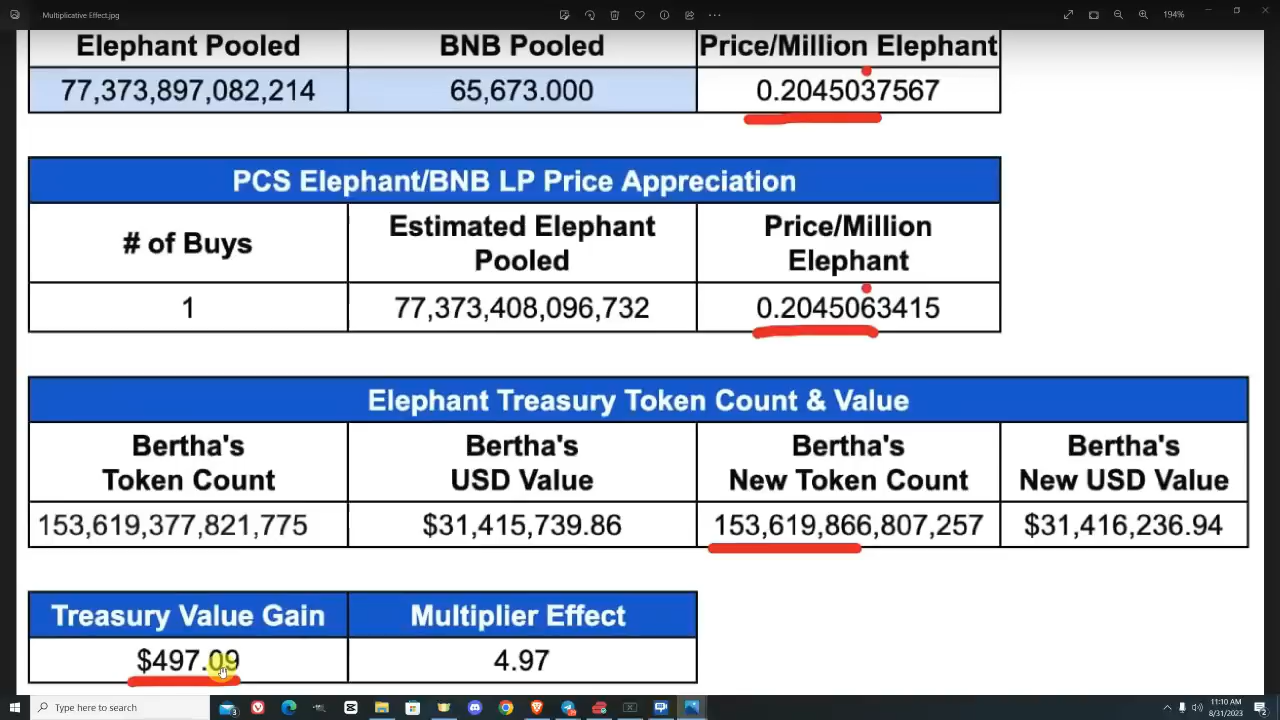 Multiplicative Effect.jpg
194%
Elephant Pooled
BNB Pooled
Price/Million Elephant
77,373,897,082,214
65,673.000
0.2045037567
PCS Elephant/BNB LP Price Appreciation
# of Buys
Estimated Elephant
Pooled
Price/Million
Elephant
1
77,373,408,096,732
0.2045063415
Elephant Treasury Token Count & Value
Bertha's
Token Count
Bertha's
USD Value
Bertha's
New Token Count
Bertha's
New USD Value
153,619,377,821,775
$31,415,739.86
153,619,866,807,257
$31,416,236.94
Treasury Value Gain
Multiplier Effect
$497.09
4.97
Type here to search
3
11:10 AM
8/31/2023
2